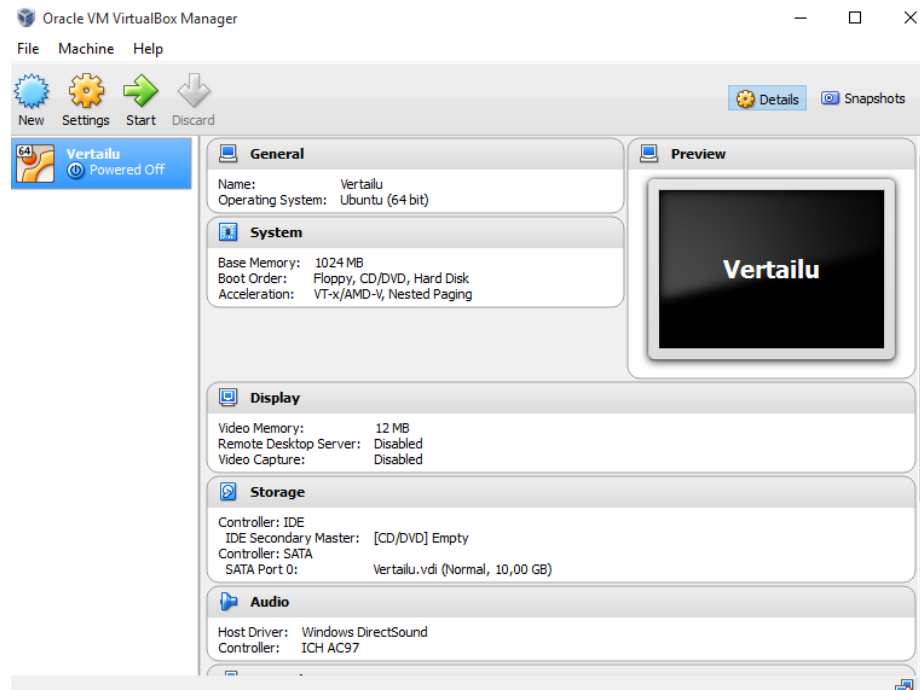 Oracle VM VirtualBox Manager
File Machine Help
New Settings Start Discard
Details Snapshots
64
Vertailu
Powered Off
General
Name: Vertailu
Operating System: Ubuntu (64 bit)
System
Base Memory: 1024 MB
Boot Order: Floppy, CD/DVD, Hard Disk
Acceleration: VT-x/AMD-V, Nested Paging
Preview
Vertailu
Display
Video Memory: 12 MB
Remote Desktop Server: Disabled
Video Capture: Disabled
Storage
Controller: IDE
IDE Secondary Master: [CD/DVD] Empty
Controller: SATA
SATA Port 0: Vertailu.vdi (Normal, 10,00 GB)
Audio
Host Driver: Windows DirectSound
Controller: ICH AC97